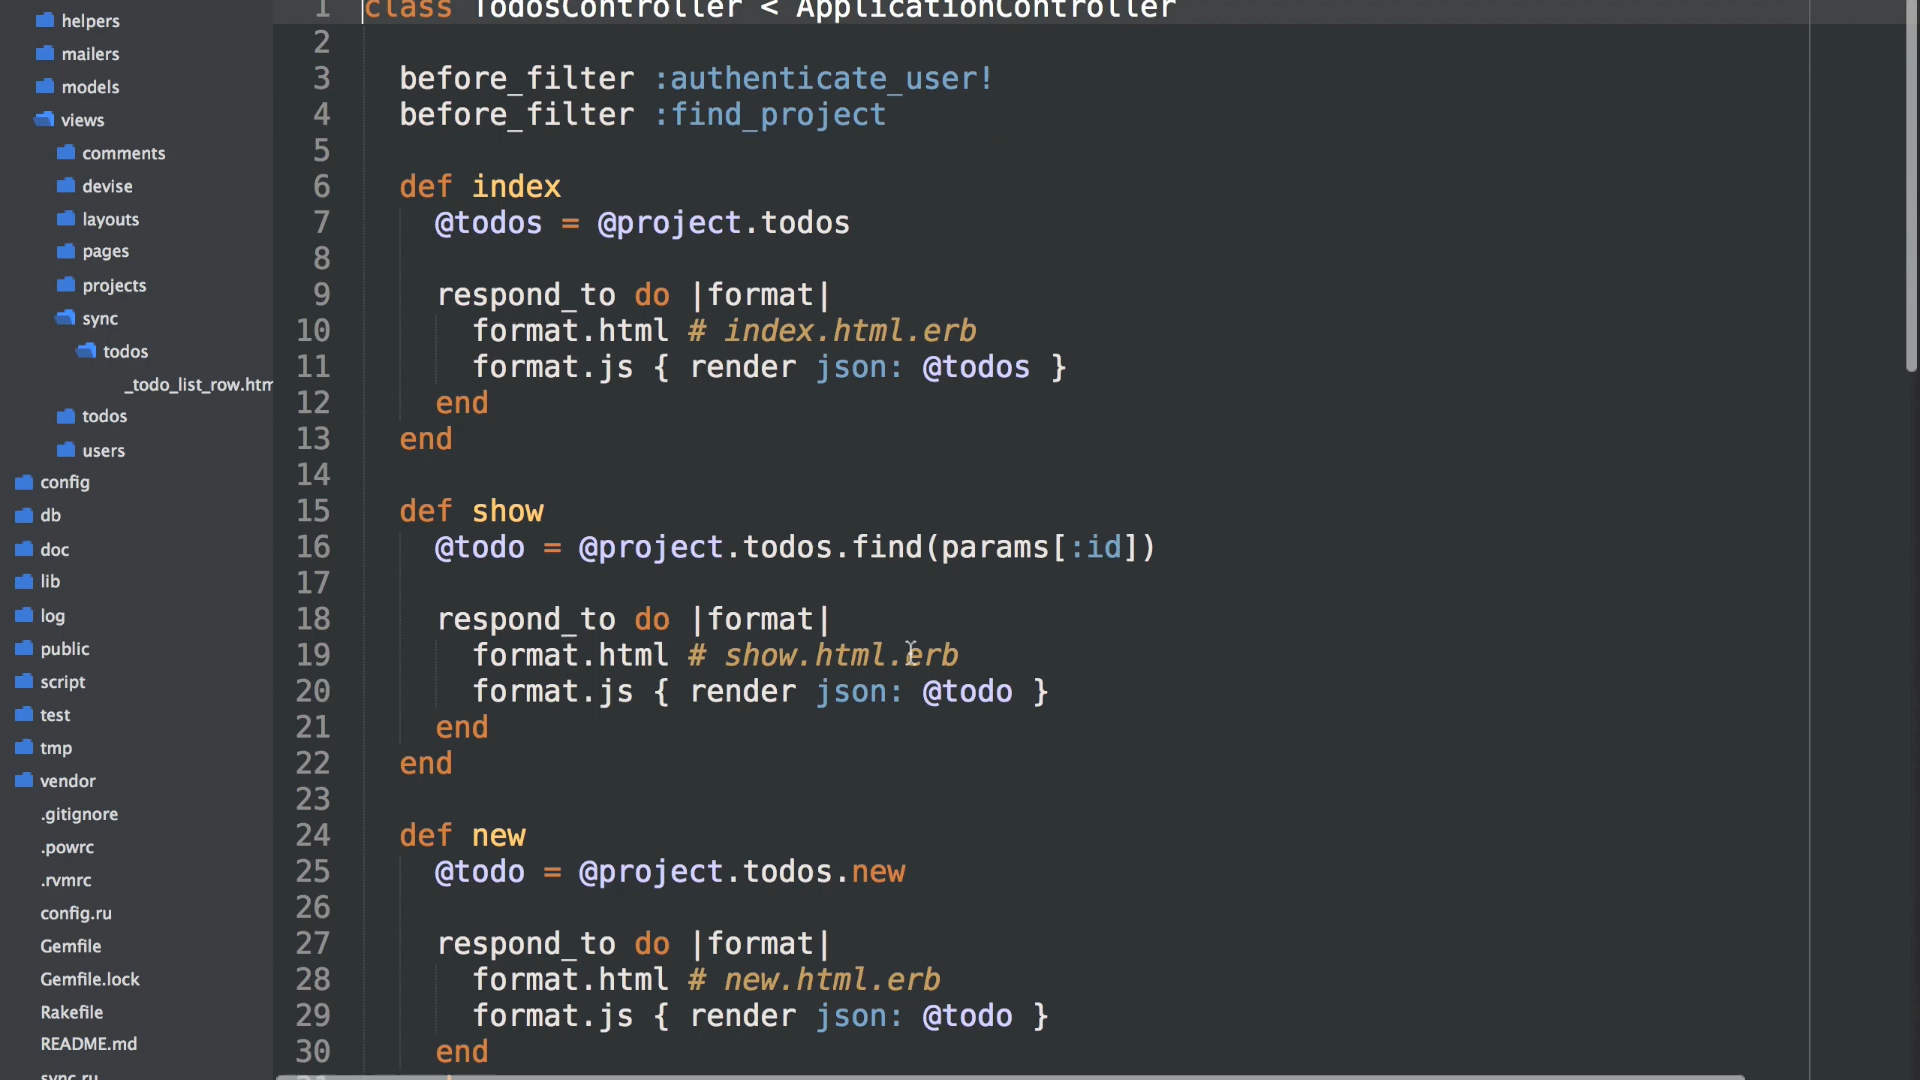 helpers
mailers
models
views
comments
devise
layouts
pages
projects
sync
todos
_todo_list_row.htm
todos
users
config
db
doc
lib
log
public
script
test
tmp
vendor
.gitignore
.powrc
.rvmrc
config.ru
Gemfile
Gemfile.lock
Rakefile
README.md
sync.ru
1 class TodosController < ApplicationController
2
3 before_filter :authenticate_user!
4 before_filter :find_project
5
6 def index
7 @todos = @project.todos
8
9 respond_to do |format|
10 format.html # index.html.erb
11 format.js { render json: @todos }
12 end
13 end
14
15 def show
16 @todo = @project.todos.find(params[:id])
17
18 respond_to do |format|
19 format.html # show.html.erb
20 format.js { render json: @todo }
21 end
22 end
23
24 def new
25 @todo = @project.todos.new
26
27 respond_to do |format|
28 format.html # new.html.erb
29 format.js { render json: @todo }
30 end